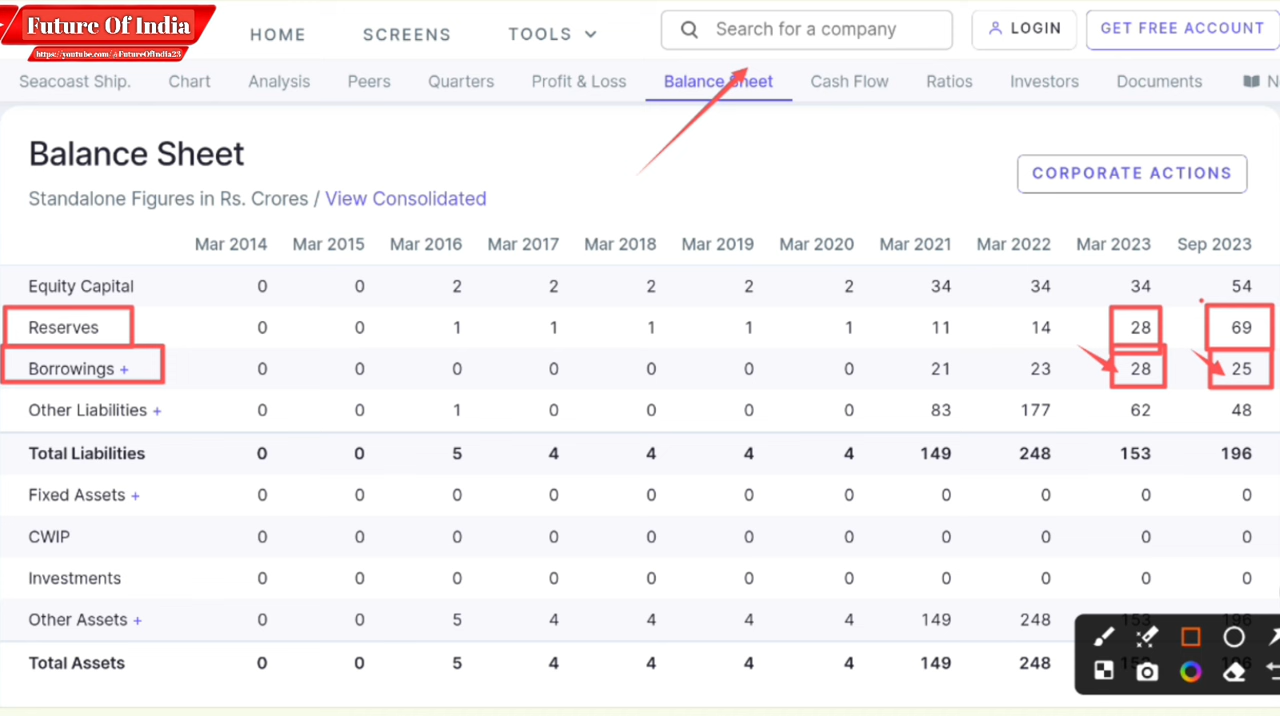 Future Of India
https://youtube.com/@FutureOfIndia23
HOME SCREENS TOOLS Search for a company LOGIN GET FREE ACCOUNT
Seacoast Ship. Chart Analysis Peers Quarters Profit & Loss Balance Sheet Cash Flow Ratios Investors Documents N
Balance Sheet
CORPORATE ACTIONS
Standalone Figures in Rs. Crores / View Consolidated
Mar 2014 Mar 2015 Mar 2016 Mar 2017 Mar 2018 Mar 2019 Mar 2020 Mar 2021 Mar 2022 Mar 2023 Sep 2023
Equity Capital 0 0 2 2 2 2 2 34 34 34 54
Reserves 0 0 1 1 1 1 1 11 14 28 69
Borrowings + 0 0 0 0 0 0 0 21 23 28 25
Other Liabilities + 0 0 1 0 0 0 0 83 177 62 48
Total Liabilities 0 0 5 4 4 4 4 149 248 153 196
Fixed Assets + 0 0 0 0 0 0 0 0 0 0 0
CWIP 0 0 0 0 0 0 0 0 0 0 0
Investments 0 0 0 0 0 0 0 0 0 0 0
Other Assets + 0 0 5 4 4 4 4 149 248 153 196
Total Assets 0 0 5 4 4 4 4 149 248